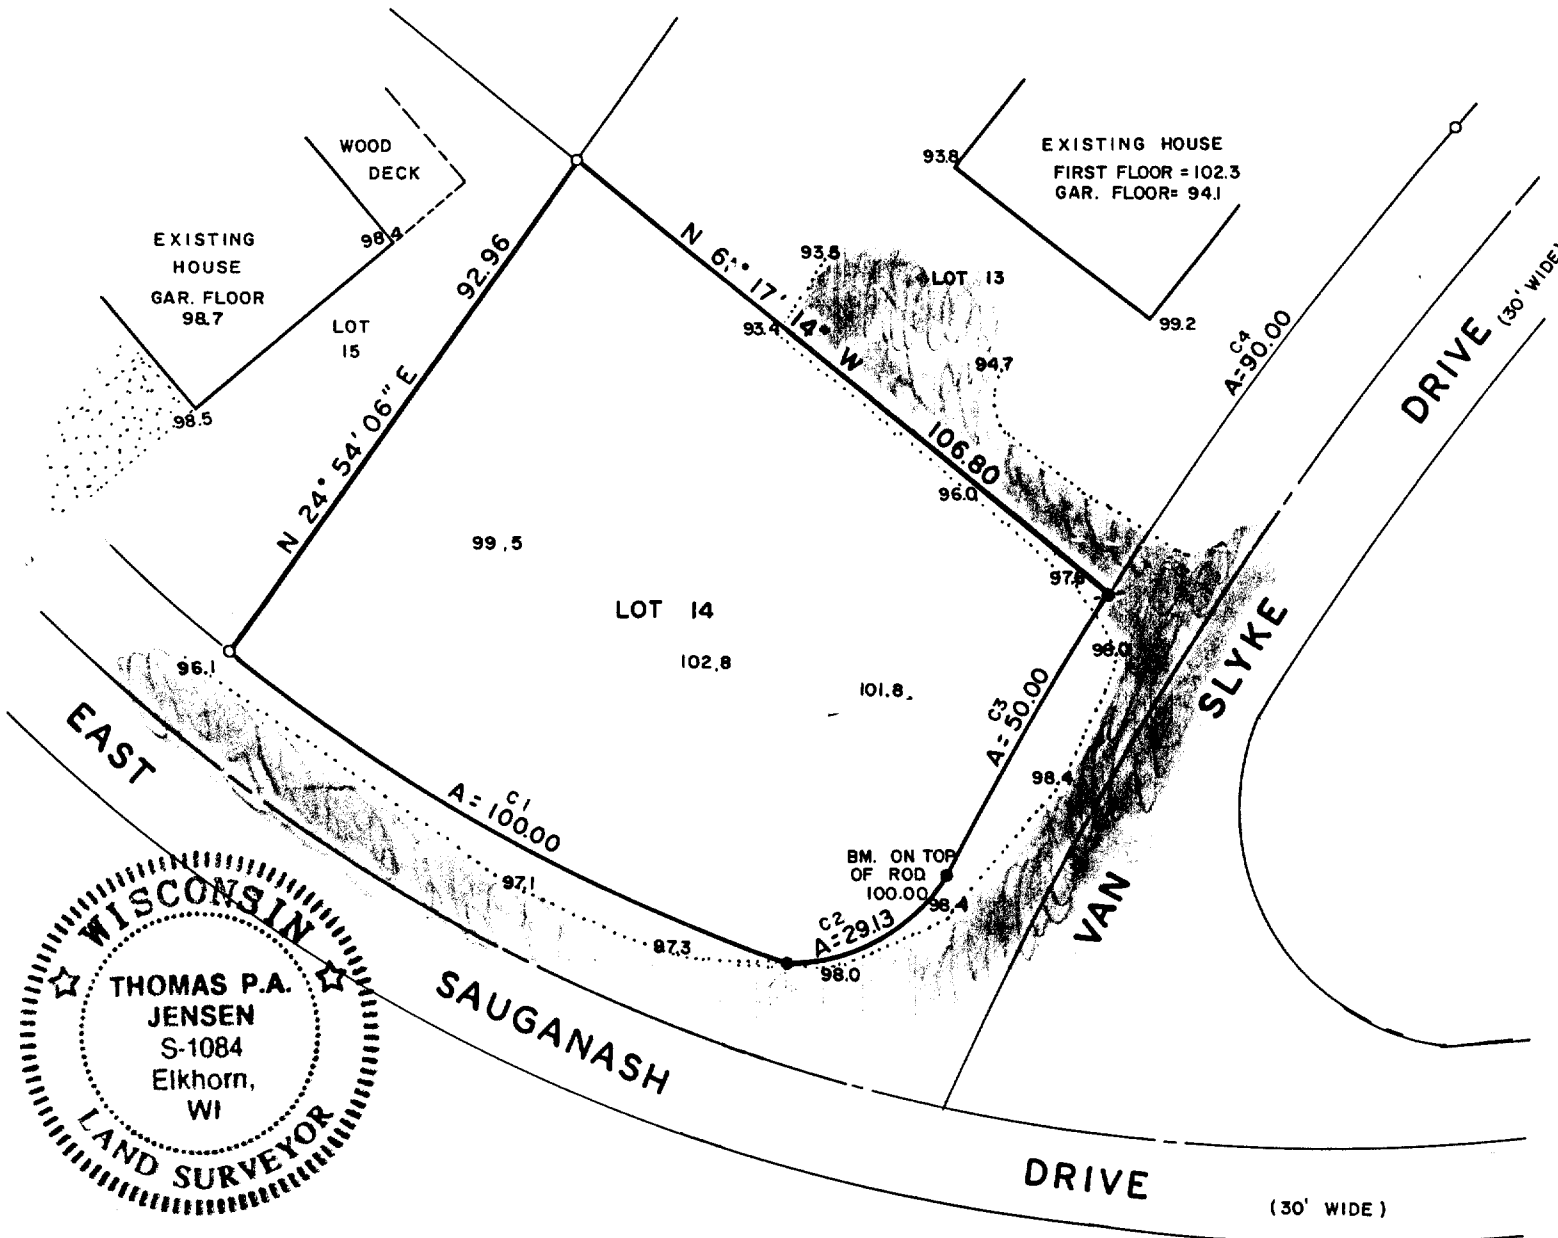 WOOD
DECK
98.4
EXISTING
HOUSE
GAR. FLOOR
98.7
LOT
15
98.5
92.96
N 24° 54' 06" E
EXISTING HOUSE
FIRST FLOOR = 102.3
GAR. FLOOR= 94.1
93.8
99.2
N 17' 14" W
106.80
LOT 13
93.4
94.7
96.0
98.0
98.4
C4
A=90.00
DRIVE (30' WIDE)
SLYKE
VAN
99.5
LOT 14
102.8
101.8
C3
A=50.00
96.1
C1
A=100.00
97.1
97.3
BM. ON TOP
OF ROD
100.00
98.4
C2
A=29.13
98.0
EAST
SAUGANASH
DRIVE
(30' WIDE)
WISCONSIN
THOMAS P.A.
JENSEN
S-1084
Elkhorn,
WI
LAND SURVEYOR